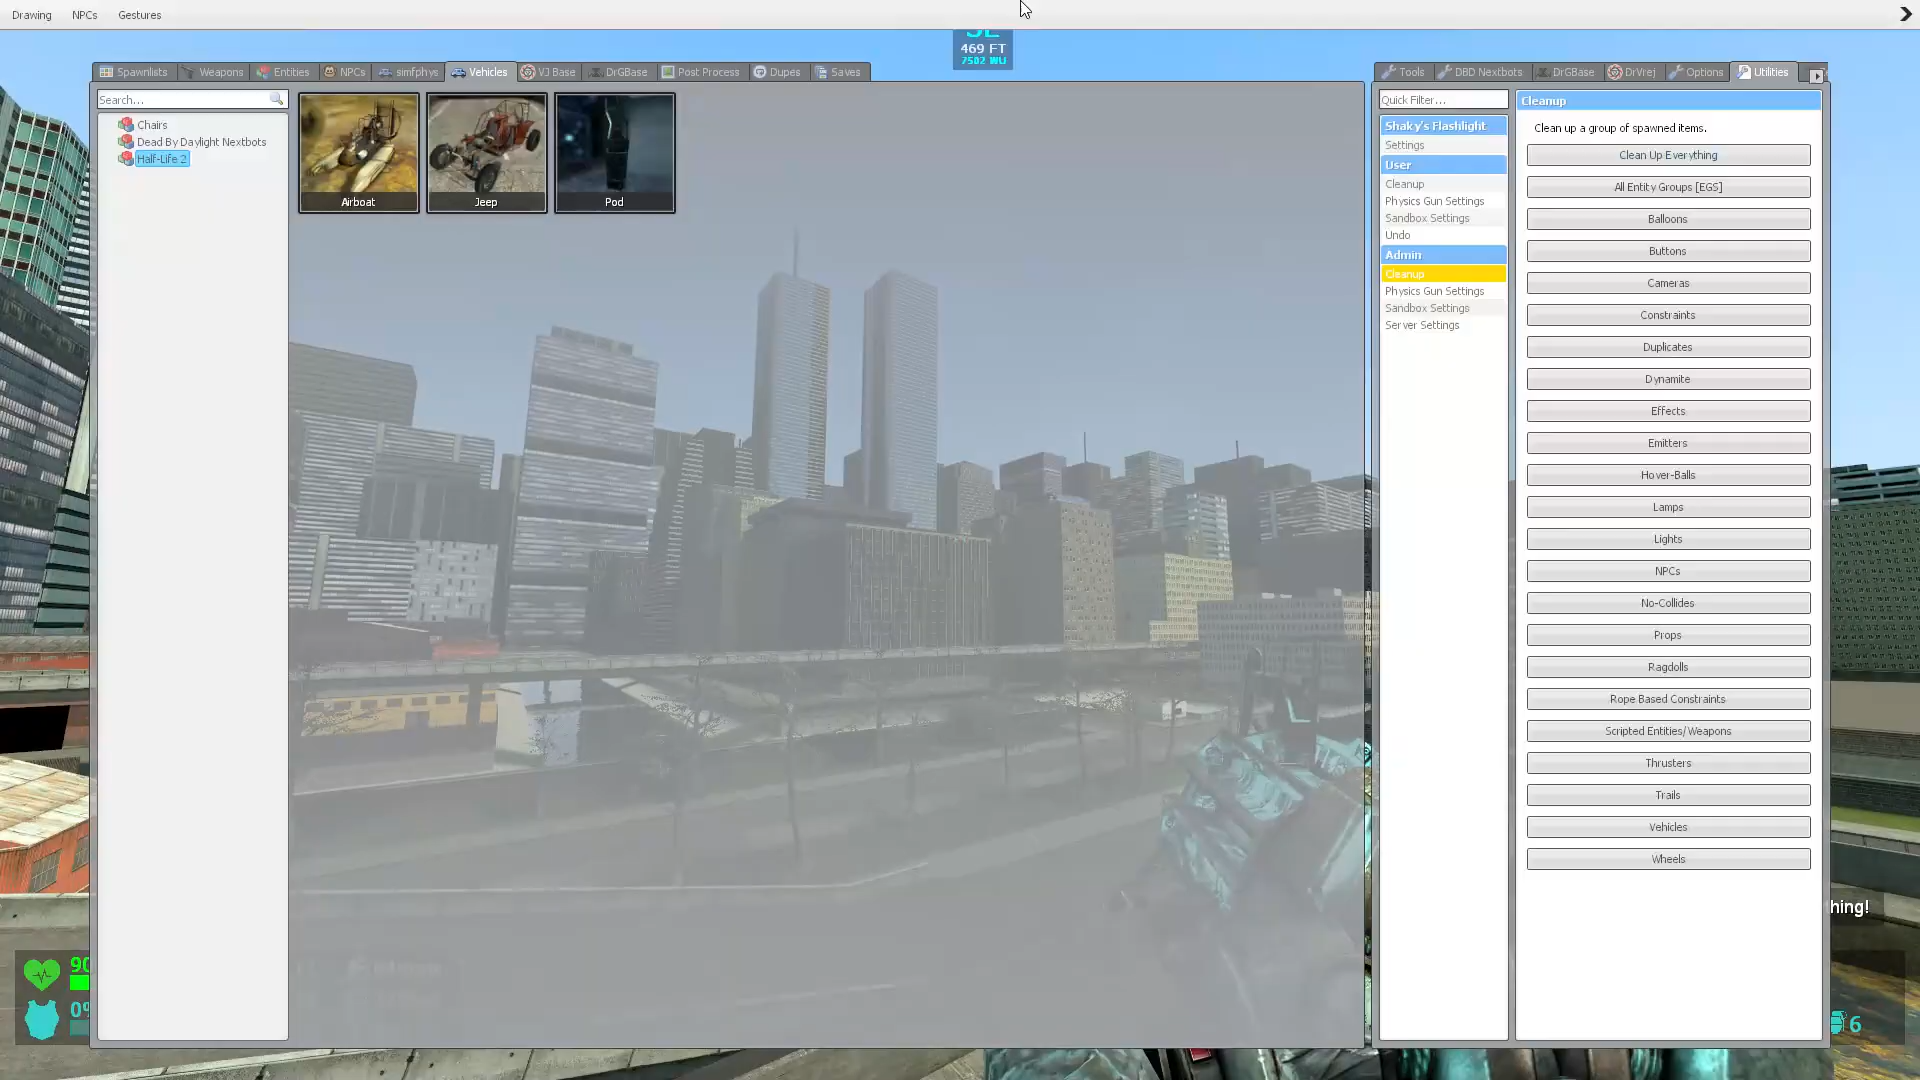 Drawing NPCs Gestures
469 FT
7502 WU
Spawnlists Weapons Entities NPCs simfphys Vehicles VJ Base DrGBase Post Process Dupes Saves
Search...
Chairs
Dead By Daylight Nextbots
Half-Life 2
Airboat Jeep Pod
Tools DBD Nextbots DrGBase DrVrej Options Utilities
Quick Filter...
Shaky's Flashlight
Settings
User
Cleanup
Physics Gun Settings
Sandbox Settings
Undo
Admin
Cleanup
Physics Gun Settings
Sandbox Settings
Server Settings
Cleanup
Clean up a group of spawned items.
Clean Up Everything
All Entity Groups [EGS]
Balloons
Buttons
Cameras
Constraints
Duplicates
Dynamite
Effects
Emitters
Hover-Balls
Lamps
Lights
NPCs
No-Collides
Props
Ragdolls
Rope Based Constraints
Scripted Entities/Weapons
Thrusters
Trails
Vehicles
Wheels
hing!
90
0%
6